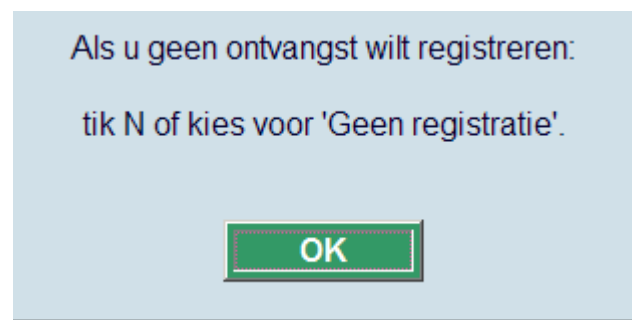 Als u geen ontvangst wilt registreren:
tik N of kies voor 'Geen registratie'.
OK